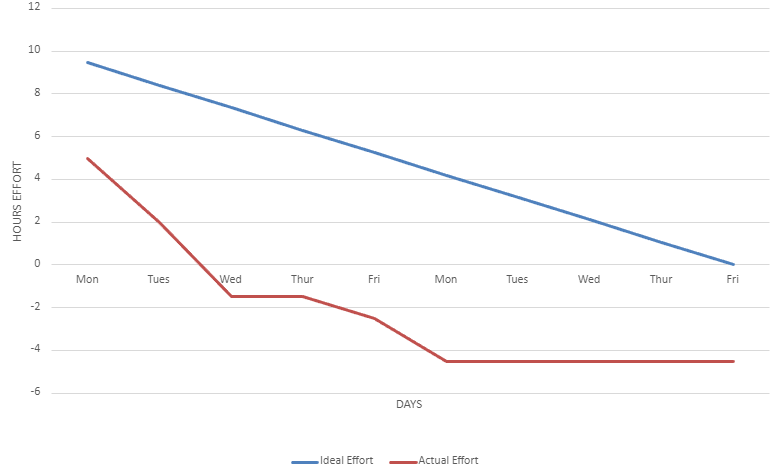 12
10
8
6
4
2
0
-2
-4
-6
HOURS EFFORT
Mon Tues Wed Thur Fri Mon Tues Wed Thur Fri
DAYS
Ideal Effort Actual Effort